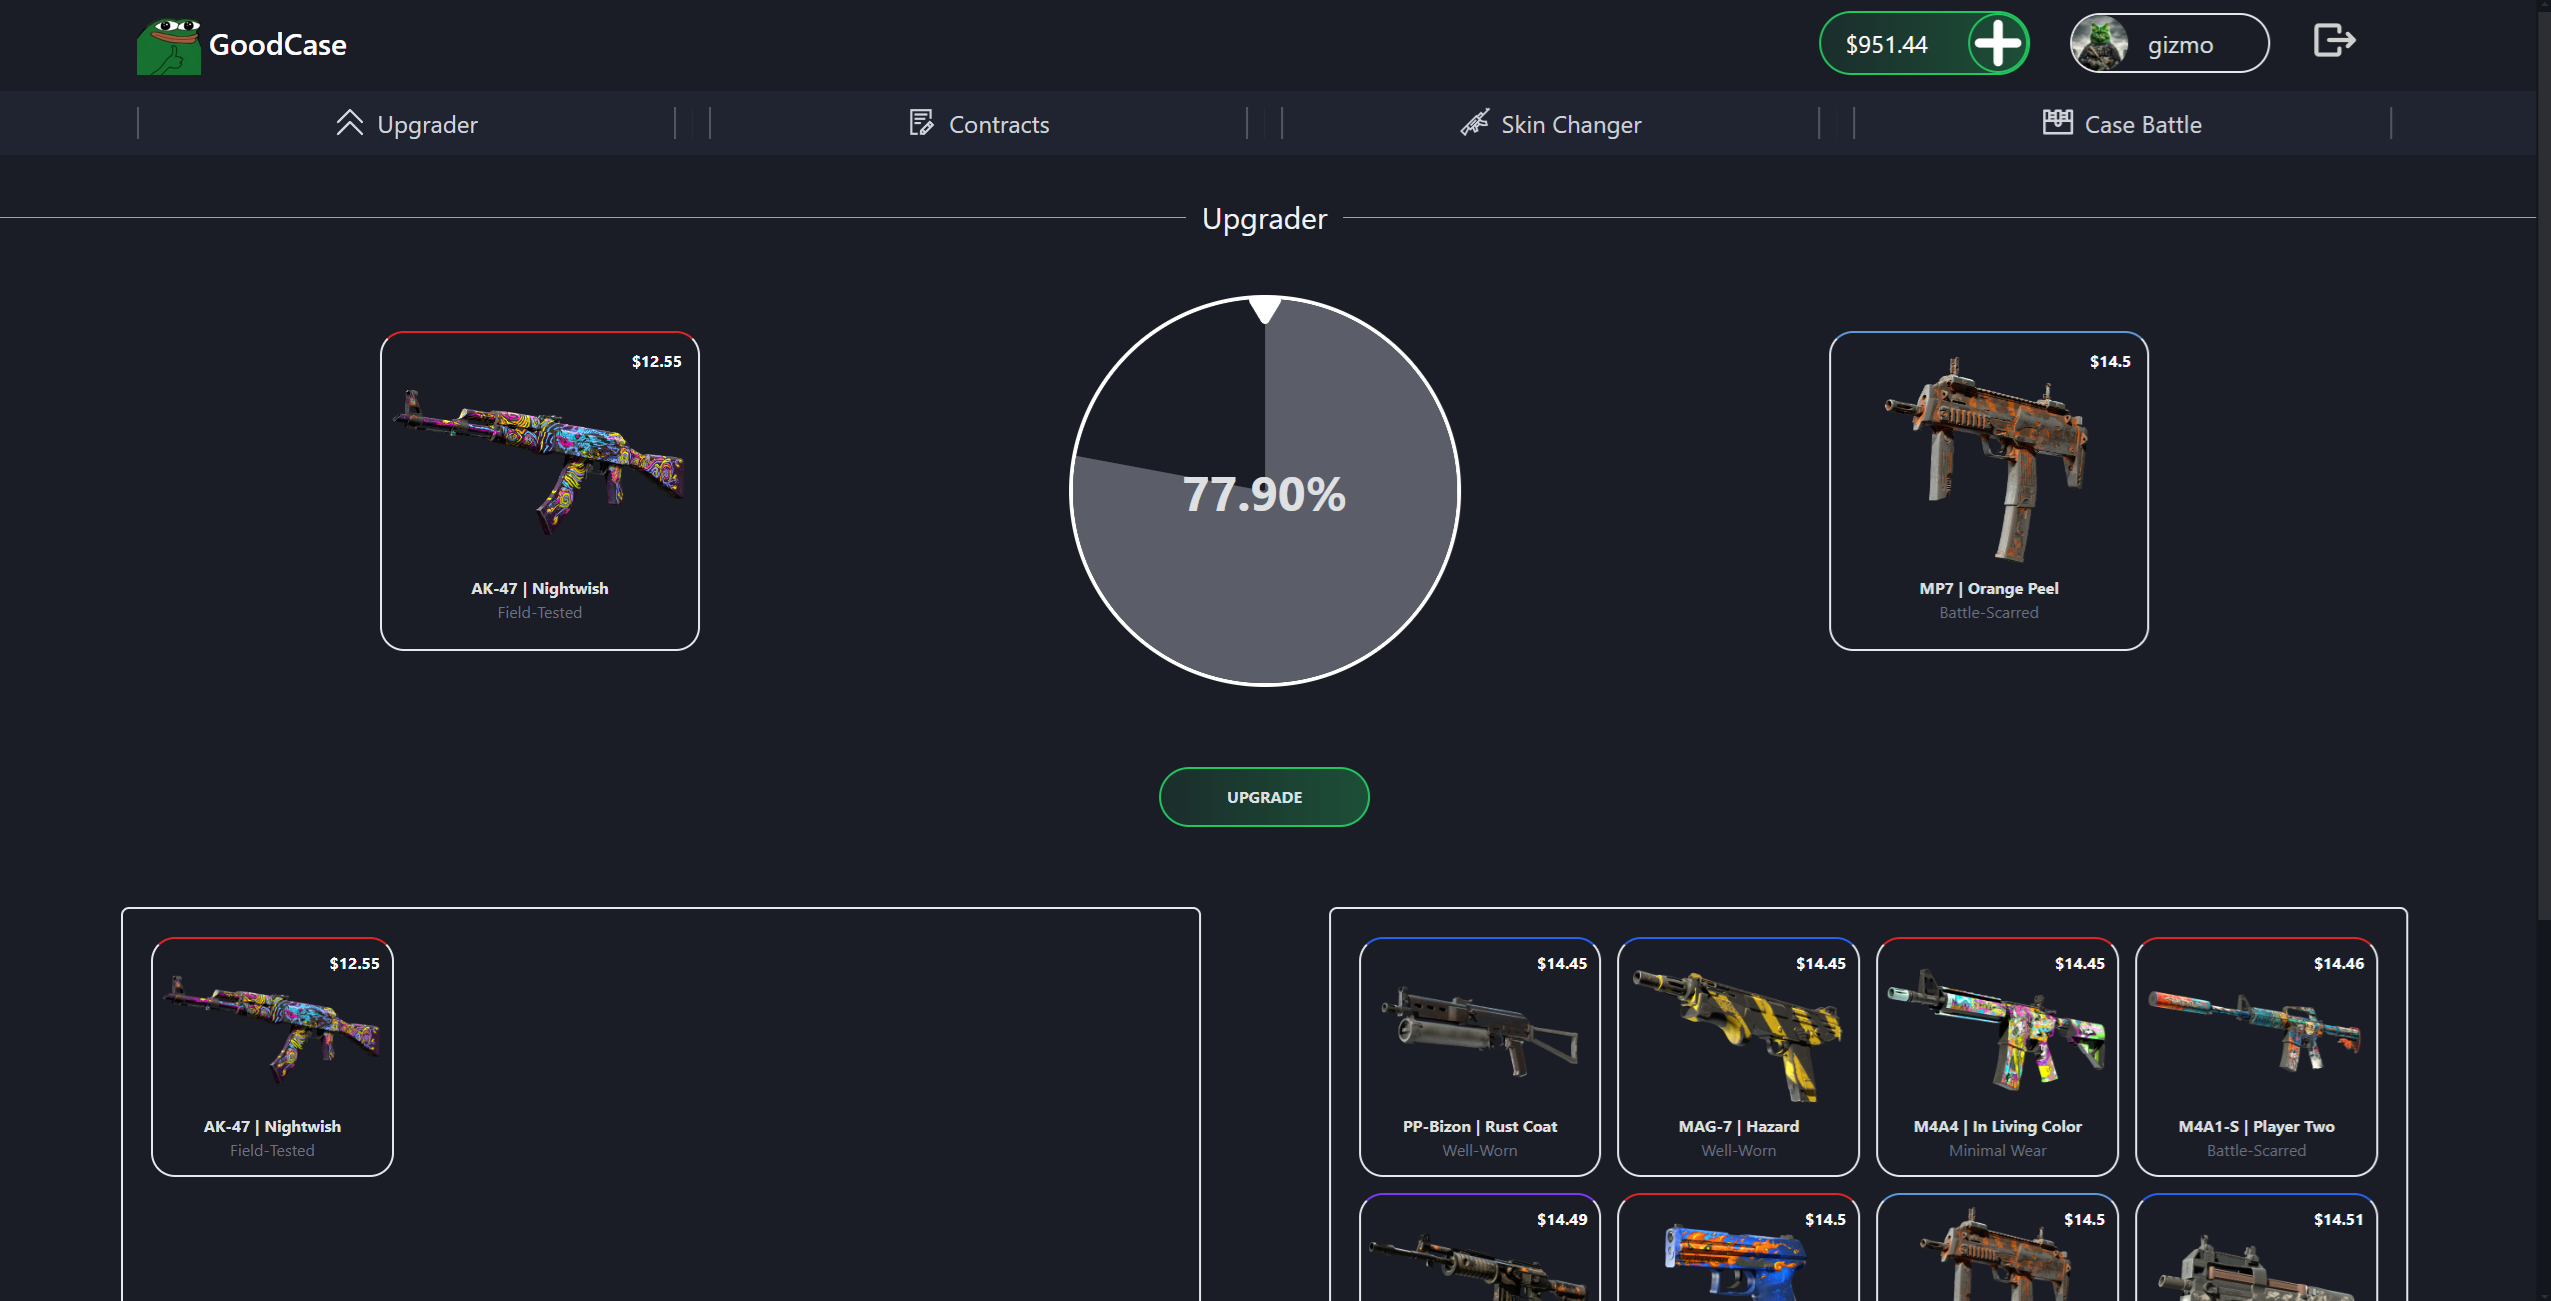 GoodCase
$951.44
gizmo
Upgrader
Contracts
Skin Changer
Case Battle
Upgrader
$12.55
AK-47 | Nightwish
Field-Tested
77.90%
$14.5
MP7 | Orange Peel
Battle-Scarred
UPGRADE
$12.55
AK-47 | Nightwish
Field-Tested
$14.45
PP-Bizon | Rust Coat
Well-Worn
$14.45
MAG-7 | Hazard
Well-Worn
$14.45
M4A4 | In Living Color
Minimal Wear
$14.46
M4A1-S | Player Two
Battle-Scarred
$14.49
$14.5
$14.5
$14.51